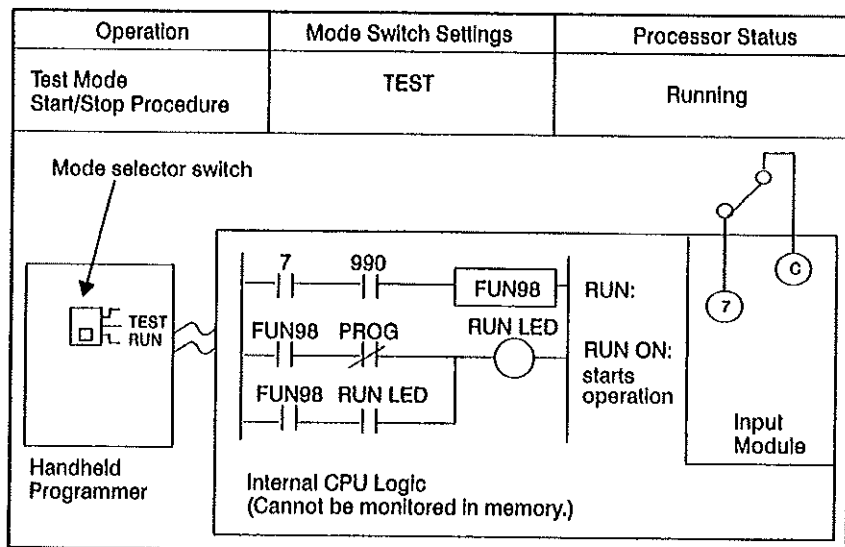 Operation
Mode Switch Settings
Processor Status
Test Mode
Start/Stop Procedure
TEST
Running
Mode selector switch
TEST
RUN
Handheld
Programmer
7 990
FUN98
RUN:
FUN98 PROG
RUN LED
RUN ON:
starts
operation
FUN98 RUN LED
Internal CPU Logic
(Cannot be monitored in memory.)
7
C
Input
Module